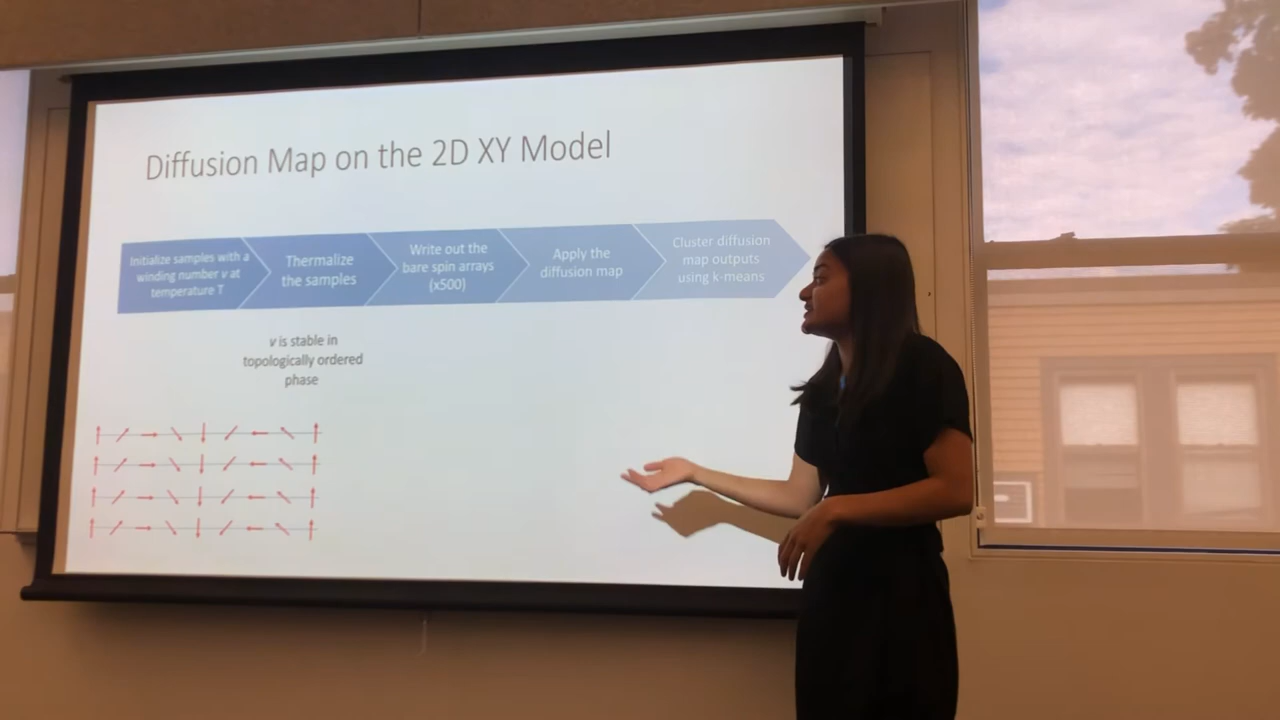 Diffusion Map on the 2D XY Model
Initialize samples with a
winding number v at
temperature T
Thermalize
the samples
Write out the
bare spin arrays
(x500)
Apply the
diffusion map
Cluster diffusion
map outputs
using k-means
v is stable in
topologically ordered
phase